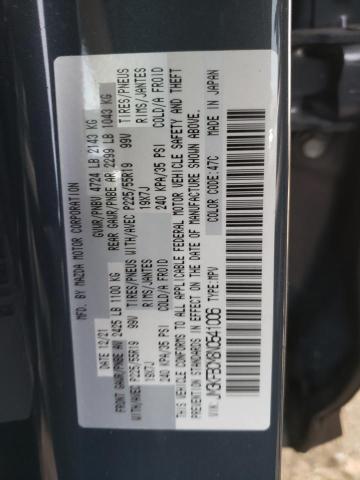 MFD. BY MAZDA MOTOR CORPORATION
DATE 12/21 GVWR/PNBV 4724 LB 2143 KG
FRONT GAWR/PNBE AV 2425 LB 1100 KG REAR GAWR/PNBE AR 2299 LB 1043 KG
WITH/AVEC P225/55R19 99V TIRES/PNEUS WITH/AVEC P225/55R19 99V TIRES/PNEUS
19X7J RIMS/JANTES 19X7J RIMS/JANTES
240 KPA/35 PSI COLD/A FROID 240 KPA/35 PSI COLD/A FROID
THIS VEHICLE CONFORMS TO ALL APPLICABLE FEDERAL MOTOR VEHICLE SAFETY AND THEFT
PREVENTION STANDARDS IN EFFECT ON THE DATE OF MANUFACTURE SHOWN ABOVE.
MADE IN JAPAN
COLOR CODE:47C
TYPE:MPV